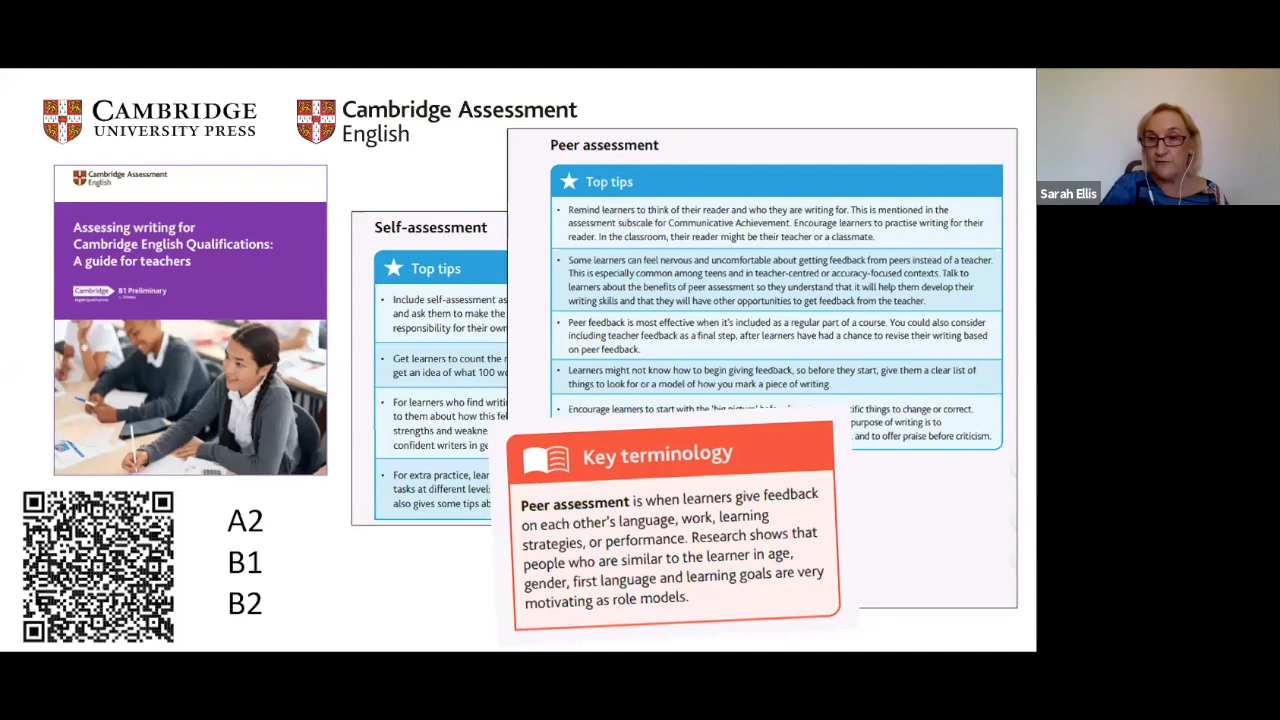 CAMBRIDGE
UNIVERSITY PRESS
Cambridge Assessment
English
Cambridge Assessment
English
Assessing writing for
Cambridge English Qualifications:
A guide for teachers
Cambridge
B1 Preliminary
Self-assessment
Top tips
• Include self-assessment as
and ask them to make the
responsibility for their own
Get learners to count the
get an idea of what 100
• For learners who find
to them about how this
strengths and
confident writers in
• For extra practice,
tasks at different
also gives some tips
Peer assessment
Top tips
• Remind learners to think of their reader and who they are writing for. This is mentioned in the
assessment subscale for Communicative Achievement. Encourage learners to practise writing for their
reader. In the classroom, their reader might be their teacher or a classmate.
• Some learners can feel nervous and uncomfortable about getting feedback from peers instead of a teacher.
This is especially common among teens and in teacher-centred or accuracy-focused contexts. Talk to
learners about the benefits of peer assessment so they understand that it will help them develop their
writing skills and that they will have other opportunities to get feedback from the teacher.
• Peer feedback is most effective when it's included as a regular part of a course. You could also consider
including teacher feedback as a final step, after learners have had a chance to revise their writing based
on peer feedback.
• Learners might not know how to begin giving feedback, so before they start, give them a clear list of
things to look for or a model of how you mark a piece of writing.
• Encourage learners to start with the 'big picture' things to change or correct.
purpose of writing is to
and to offer praise before criticism.
Key terminology
Peer assessment is when learners give feedback
on each other's language, work, learning
strategies, or performance. Research shows that
people who are similar to the learner in age,
gender, first language and learning goals are very
motivating as role models.
A2
B1
B2
Sarah Ellis